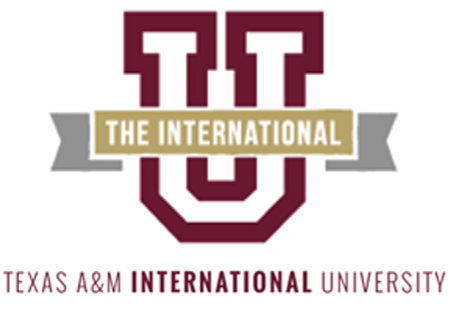 U
THE INTERNATIONAL
TEXAS A&M INTERNATIONAL UNIVERSITY